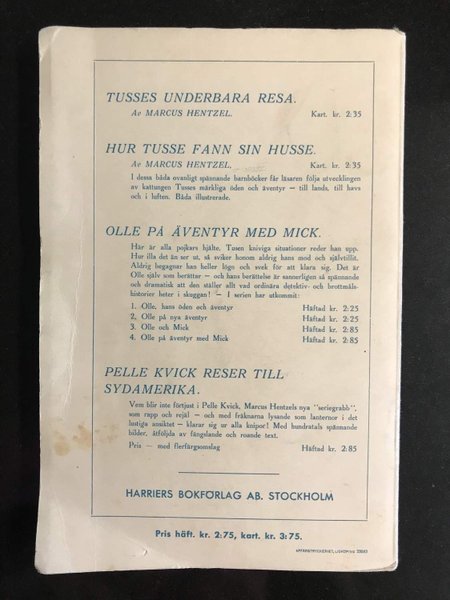 TUSSES UNDERBARA RESA.
Av MARCUS HENTZEL. Kart. kr. 2:35
HUR TUSSE FANN SIN HUSSE.
Av MARCUS HENTZEL. Kart. kr. 2:35
I dessa båda ovanligt spännande barnböcker får läsaren följa utvecklingen
av kattungen Tusses märkliga öden och äventyr — till lands, till havs
och i luften. Båda illustrerade.
OLLE PÅ ÄVENTYR MED MICK.
Här är alla pojkars hjälte. Tusen kniviga situationer reder han upp.
Hur illa det än ser ut, så sviker honom aldrig hans mod och självtillit.
Aldrig begagnar han heller lögn och svek för att klara sig. Det är
Olle själv som berättar — och hans berättelse är sannerligen så spännande
och dramatisk att den ställer allt vad ordinära detektiv- och brottmåls-
historier heter i skuggan! — I serien har utkommit:
1. Olle, hans öden och äventyr Häftad kr. 2:25
2. Olle på nya äventyr Häftad kr. 2:25
3. Olle och Mick Häftad kr. 2:85
4. Olle på äventyr med Mick Häftad kr. 2:85
PELLE KVICK RESER TILL
SYDAMERIKA.
Vem blir inte förtjust i Pelle Kvick, Marcus Hentzels nya "seriegrabb",
som rapp och rejäl — och med fräknarna lysande som lanternor i det
lustiga ansiktet — klarar sig ur alla knipor! Med hundratals spännande
bilder, åtföljda av fängslande och roande text.
Pris — med flerfärgsomslag Häftad kr. 2:85
HARRIERS BOKFÖRLAG AB. STOCKHOLM
Pris häft. kr. 2:75, kart. kr. 3:75.